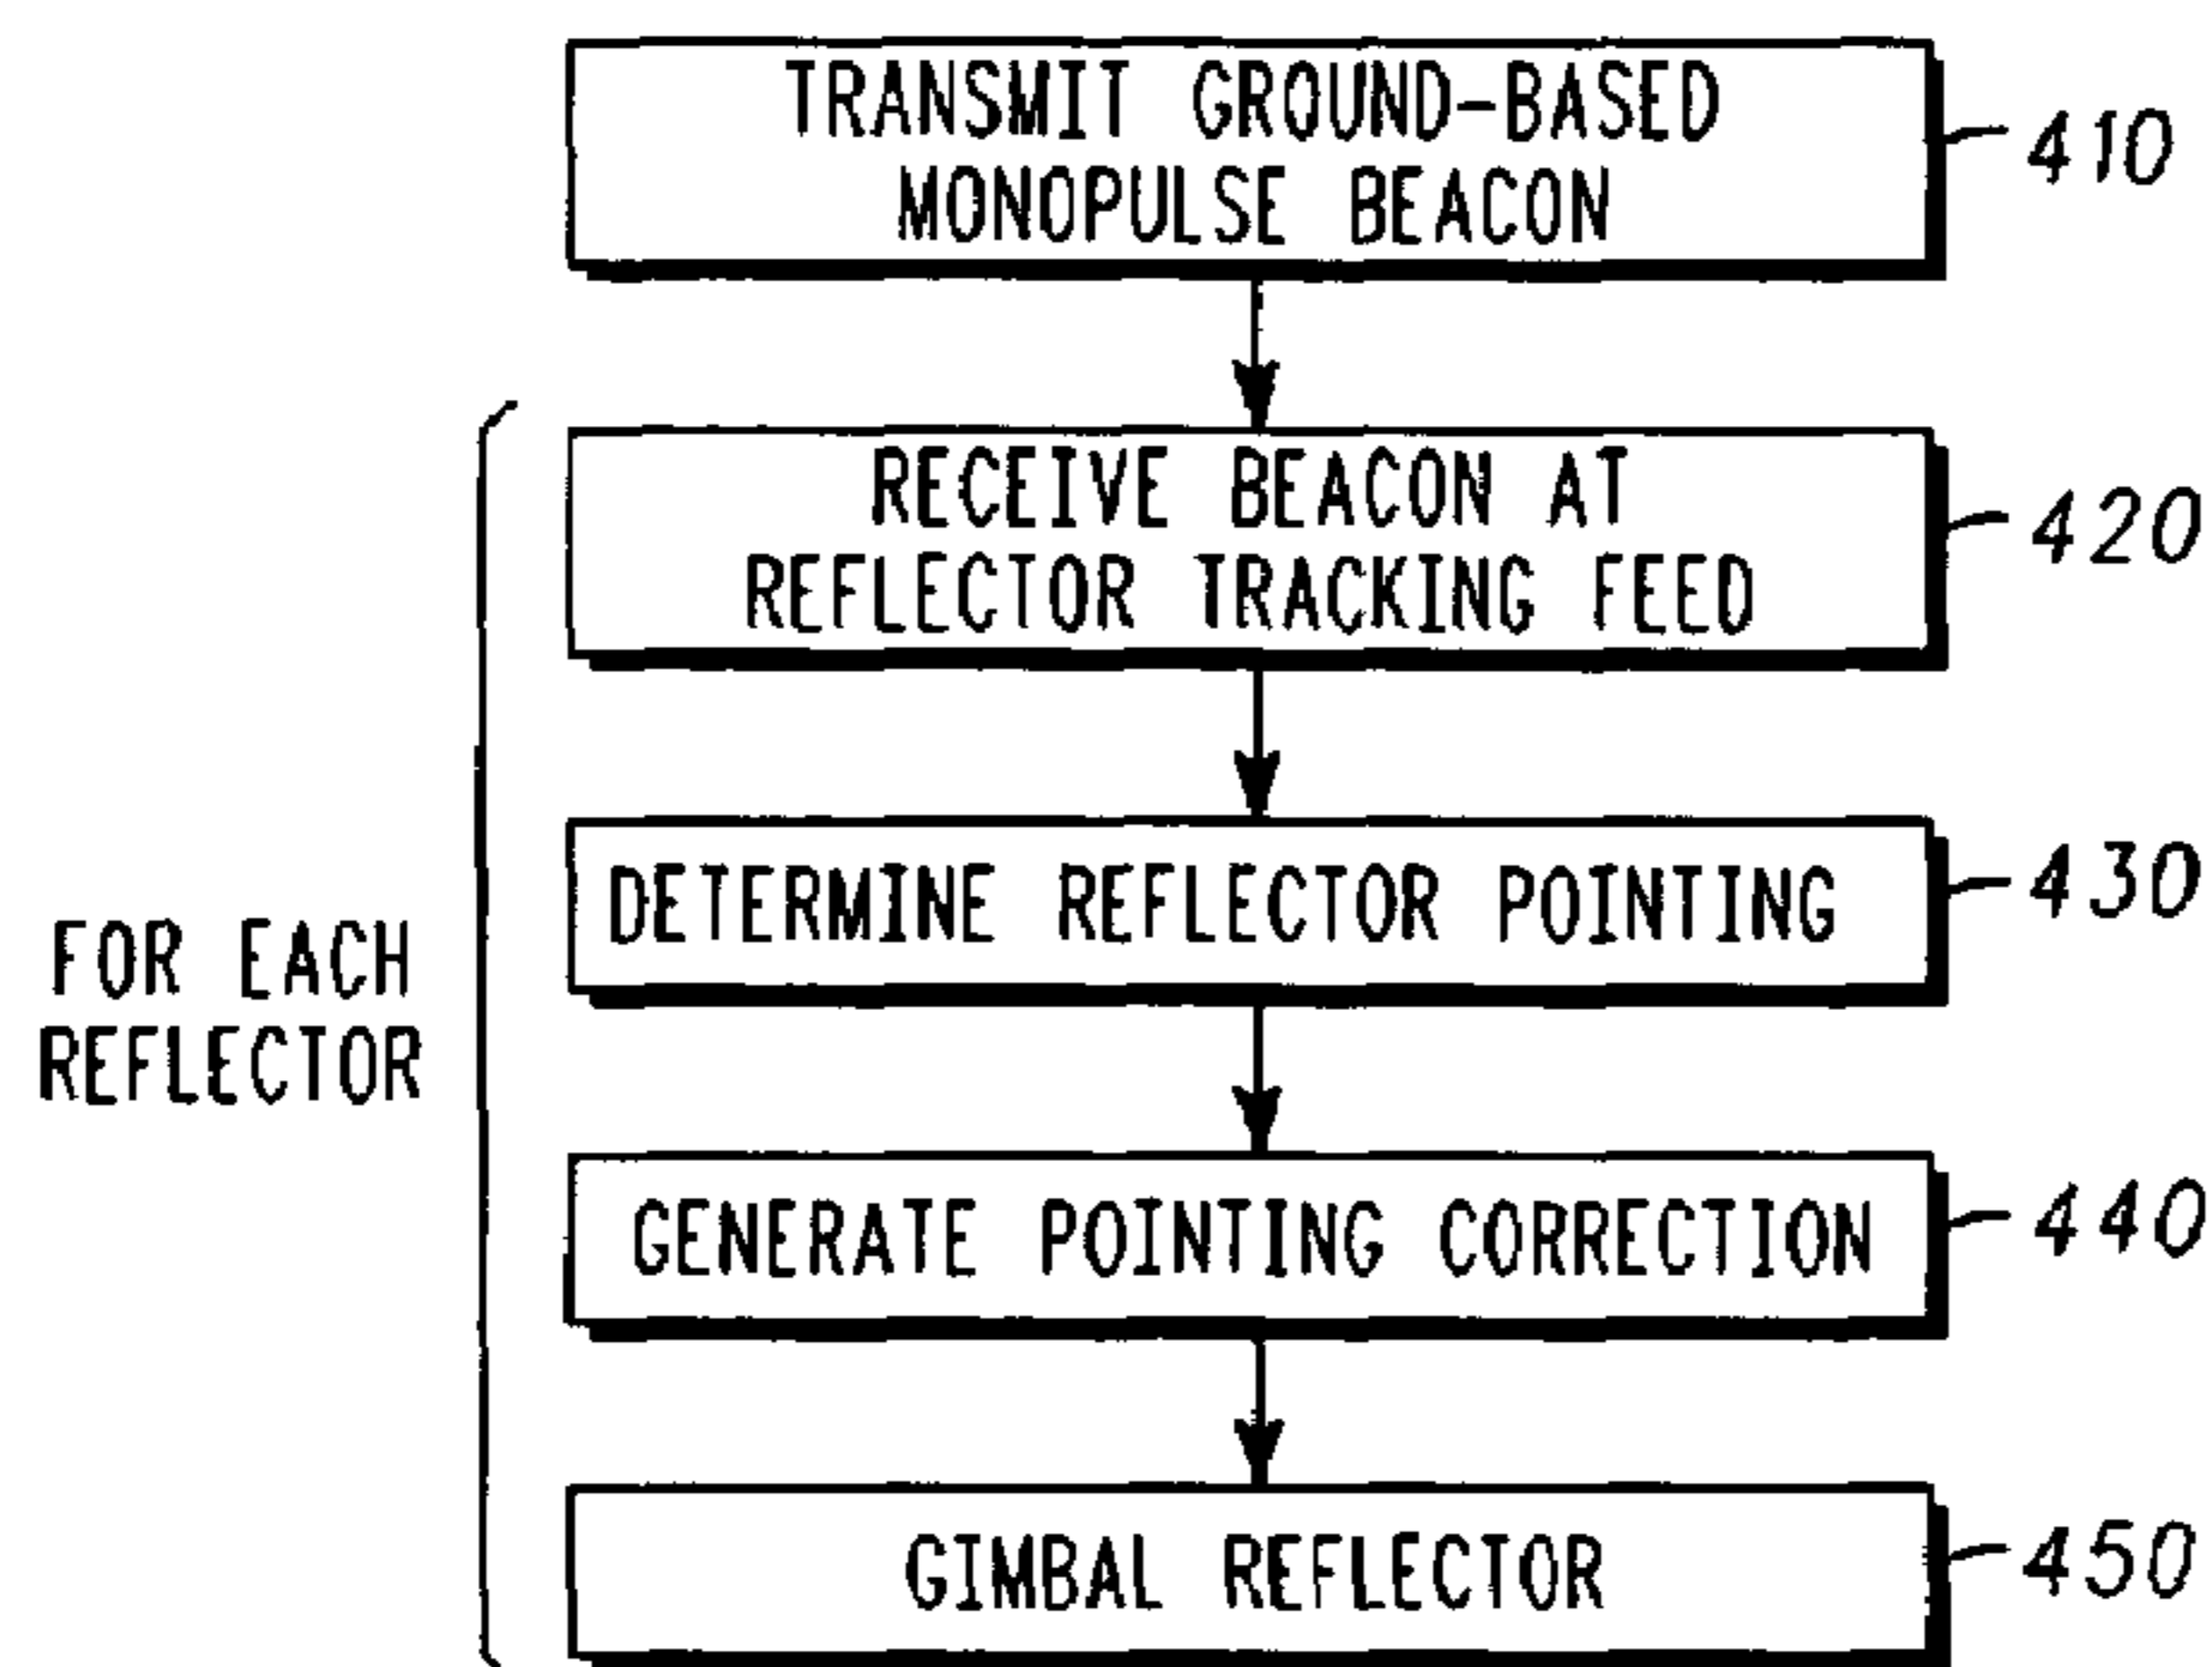 TRANSMIT GROUND-BASED
MONOPULSE BEACON
410
RECEIVE BEACON AT
REFLECTOR TRACKING FEED
420
DETERMINE REFLECTOR POINTING
430
FOR EACH
REFLECTOR
GENERATE POINTING CORRECTION
440
GIMBAL REFLECTOR
450